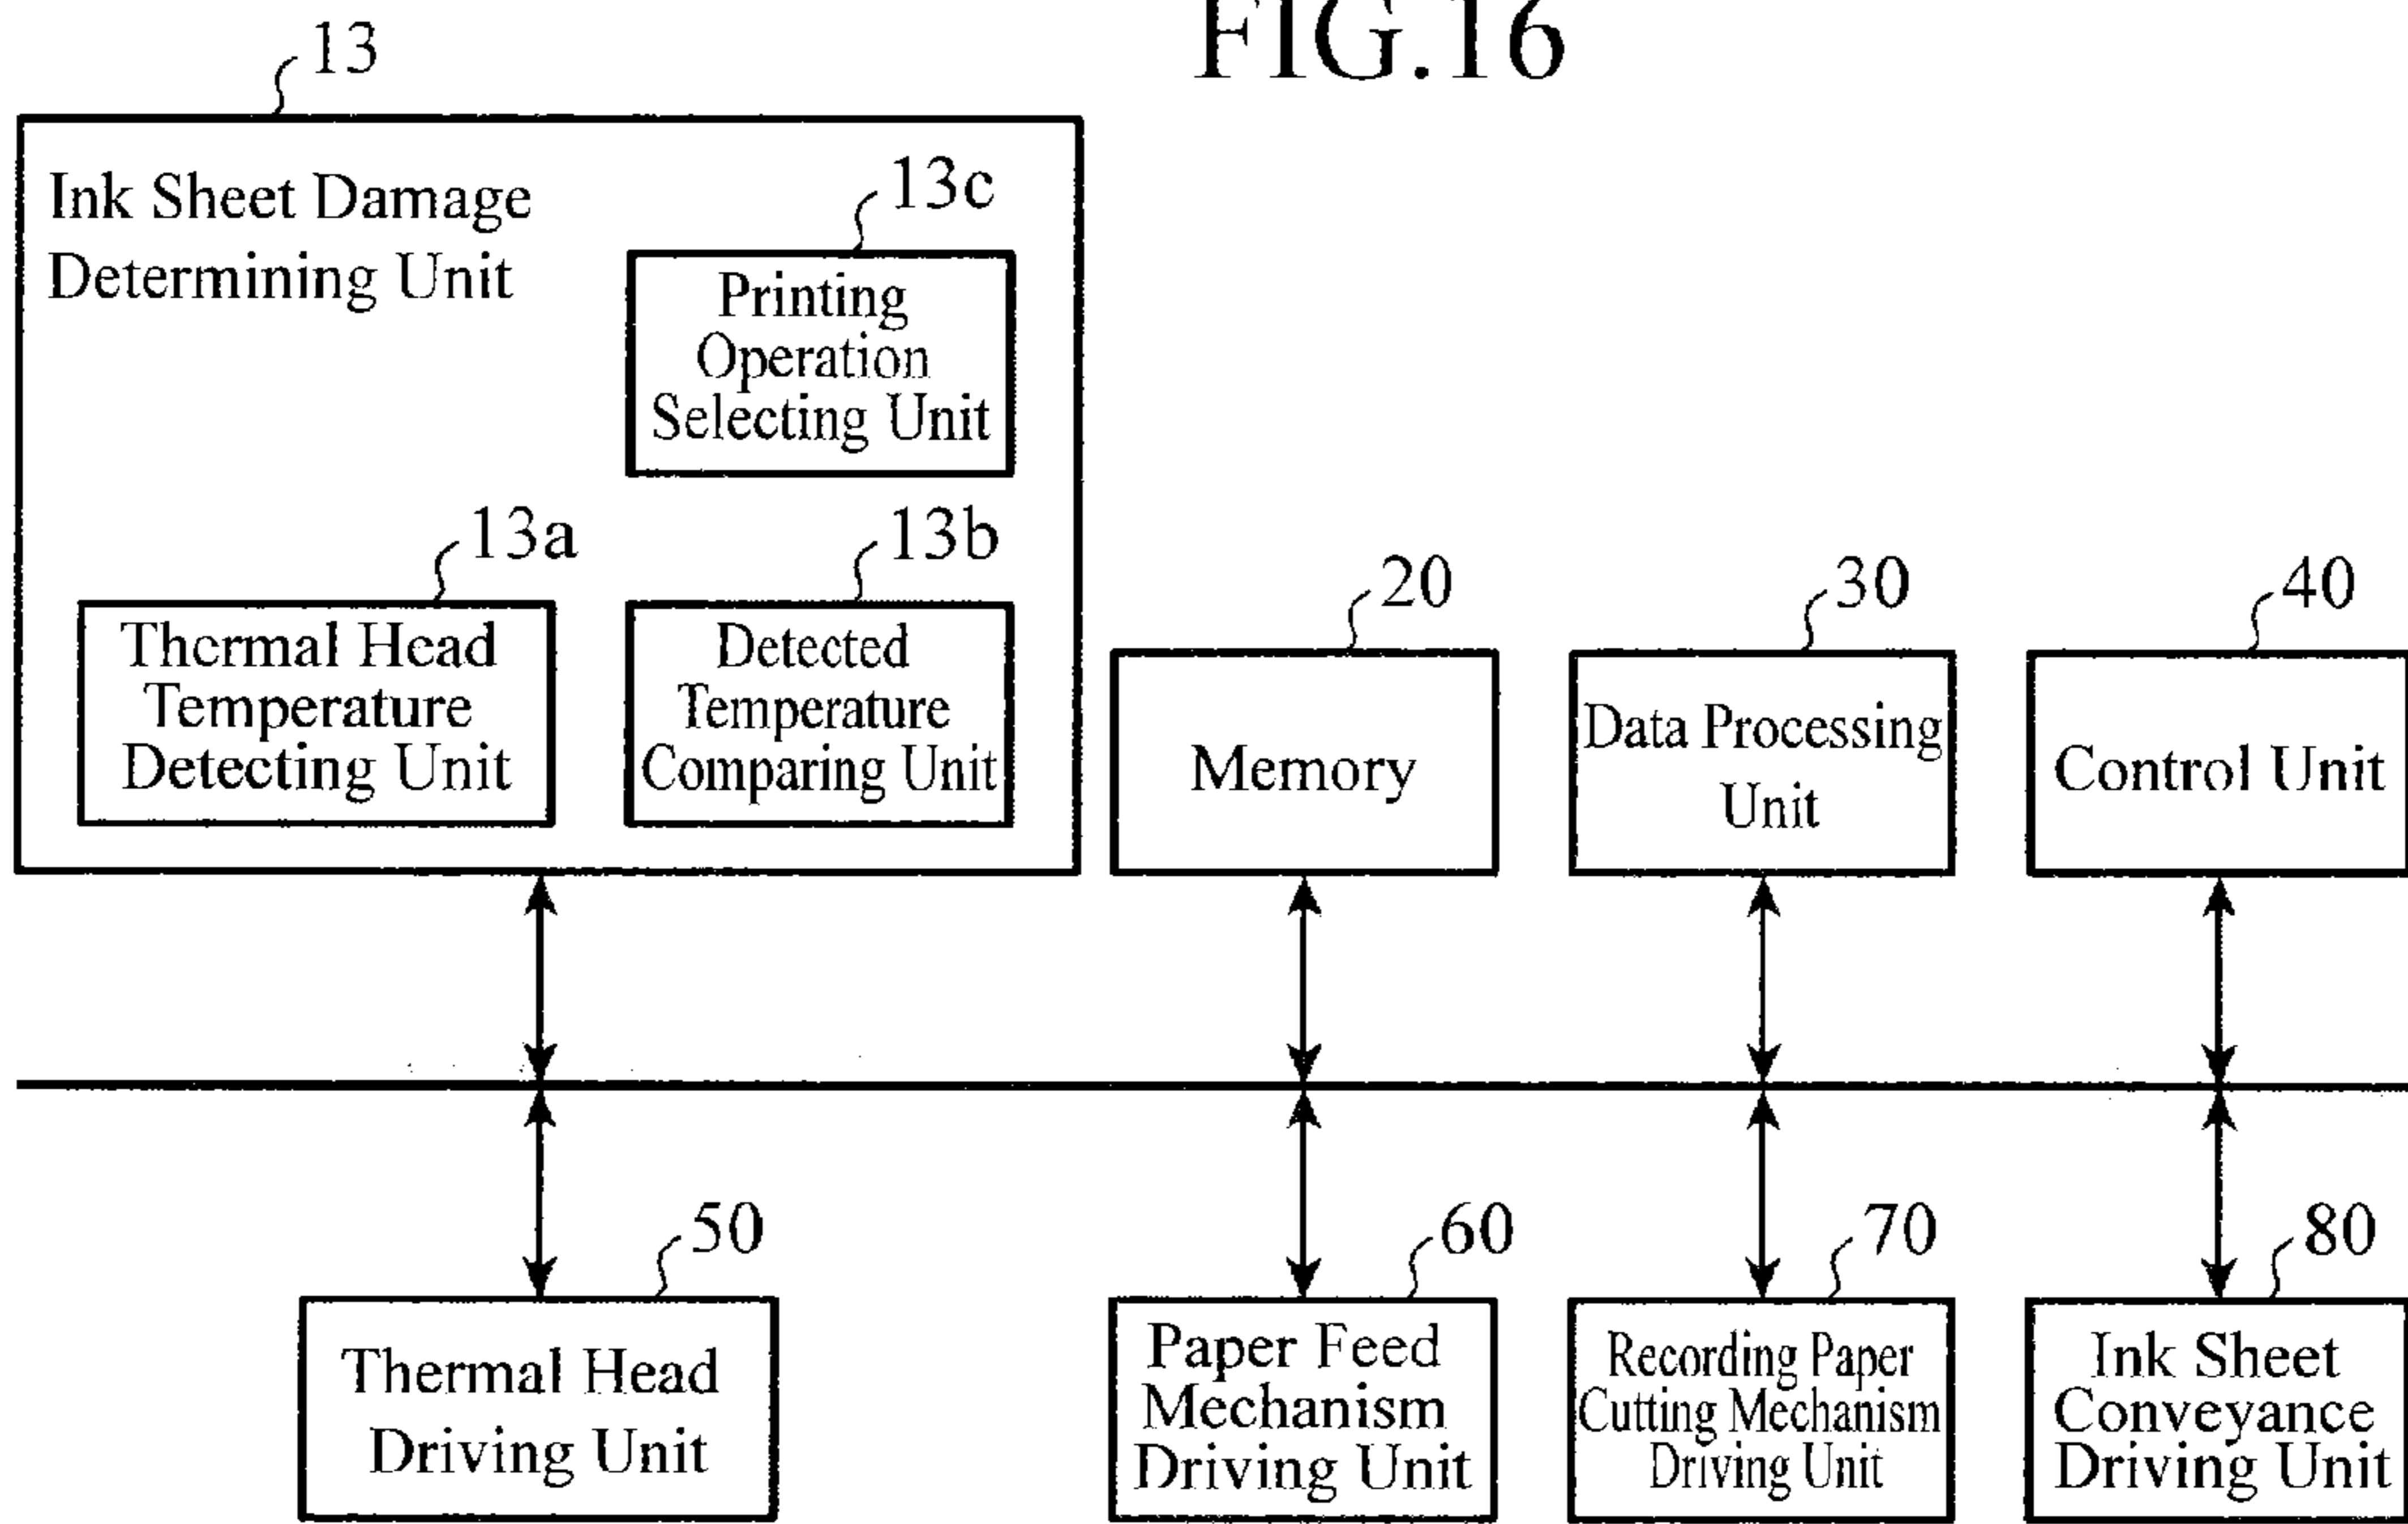 FIG.16
13
Ink Sheet Damage
Determining Unit
13c
Printing
Operation
Selecting Unit
13a
Thermal Head
Temperature
Detecting Unit
13b
Detected
Temperature
Comparing Unit
20
Memory
30
Data Processing
Unit
40
Control Unit
50
Thermal Head
Driving Unit
60
Paper Feed
Mechanism
Driving Unit
70
Recording Paper
Cutting Mechanism
Driving Unit
80
Ink Sheet
Conveyance
Driving Unit